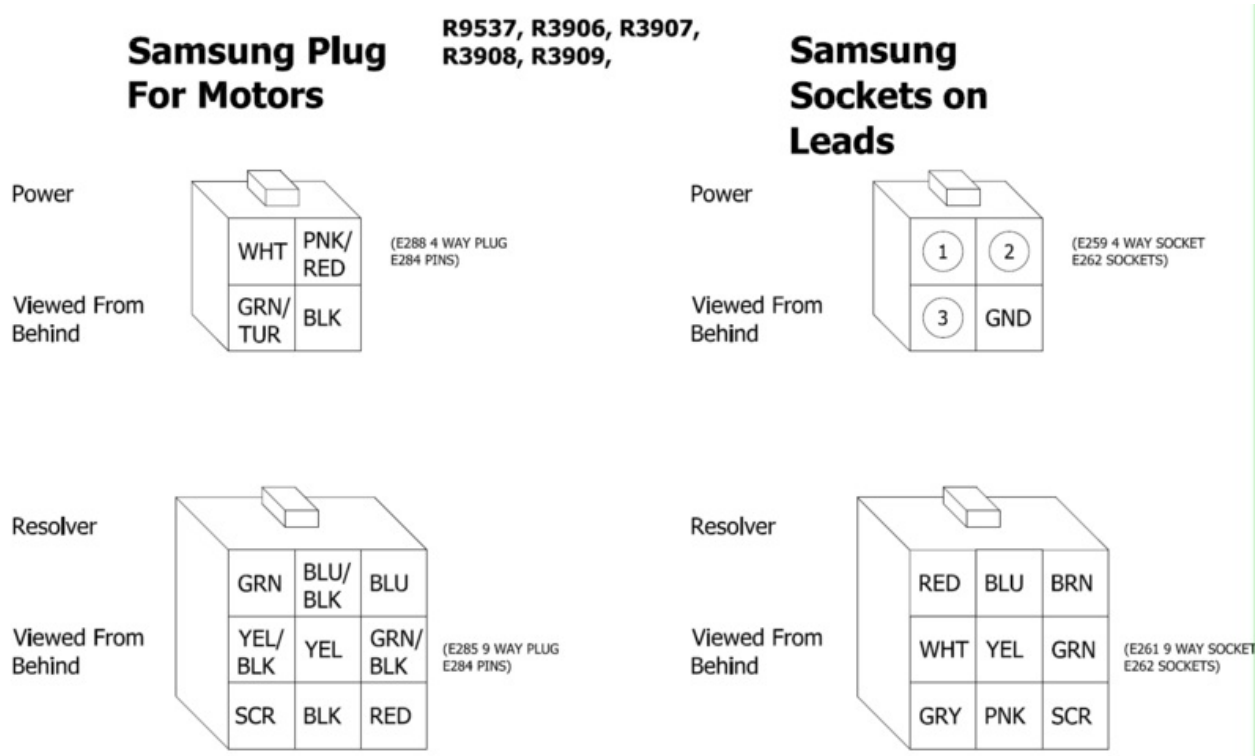 Samsung Plug
For Motors
R9537, R3906, R3907,
R3908, R3909,
Samsung
Sockets on
Leads
Power
WHT
PNK/
RED
GRN/
TUR
BLK
(E288 4 WAY PLUG
E284 PINS)
Viewed From
Behind
Power
1
2
3
GND
(E259 4 WAY SOCKET
E262 SOCKETS)
Viewed From
Behind
Resolver
GRN
BLU/
BLK
BLU
YEL/
BLK
YEL
GRN/
BLK
SCR
BLK
RED
(E285 9 WAY PLUG
E284 PINS)
Viewed From
Behind
Resolver
RED
BLU
BRN
WHT
YEL
GRN
GRY
PNK
SCR
(E261 9 WAY SOCKET
E262 SOCKETS)
Viewed From
Behind